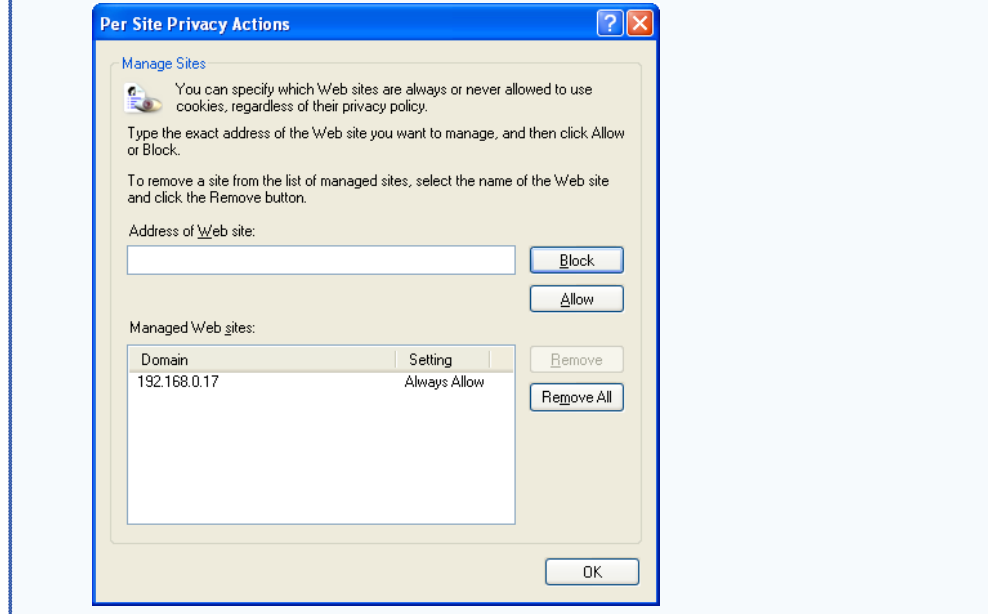 Per Site Privacy Actions
Manage Sites
You can specify which Web sites are always or never allowed to use
cookies, regardless of their privacy policy.
Type the exact address of the Web site you want to manage, and then click Allow
or Block.
To remove a site from the list of managed sites, select the name of the Web site
and click the Remove button.
Address of Web site:
Block
Allow
Managed Web sites:
Domain Setting Remove
192.168.0.17 Always Allow
Remove All
OK